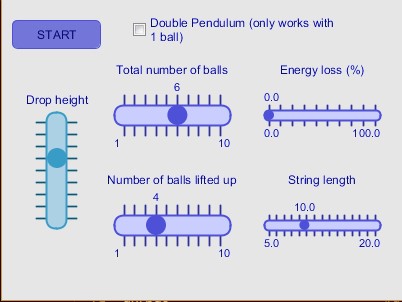 START
Double Pendulum (only works with
1 ball)
Total number of balls
6
1 10
Energy loss (%)
0.0
0.0 100.0
Drop height
Number of balls lifted up
4
1 10
String length
10.0
5.0 20.0